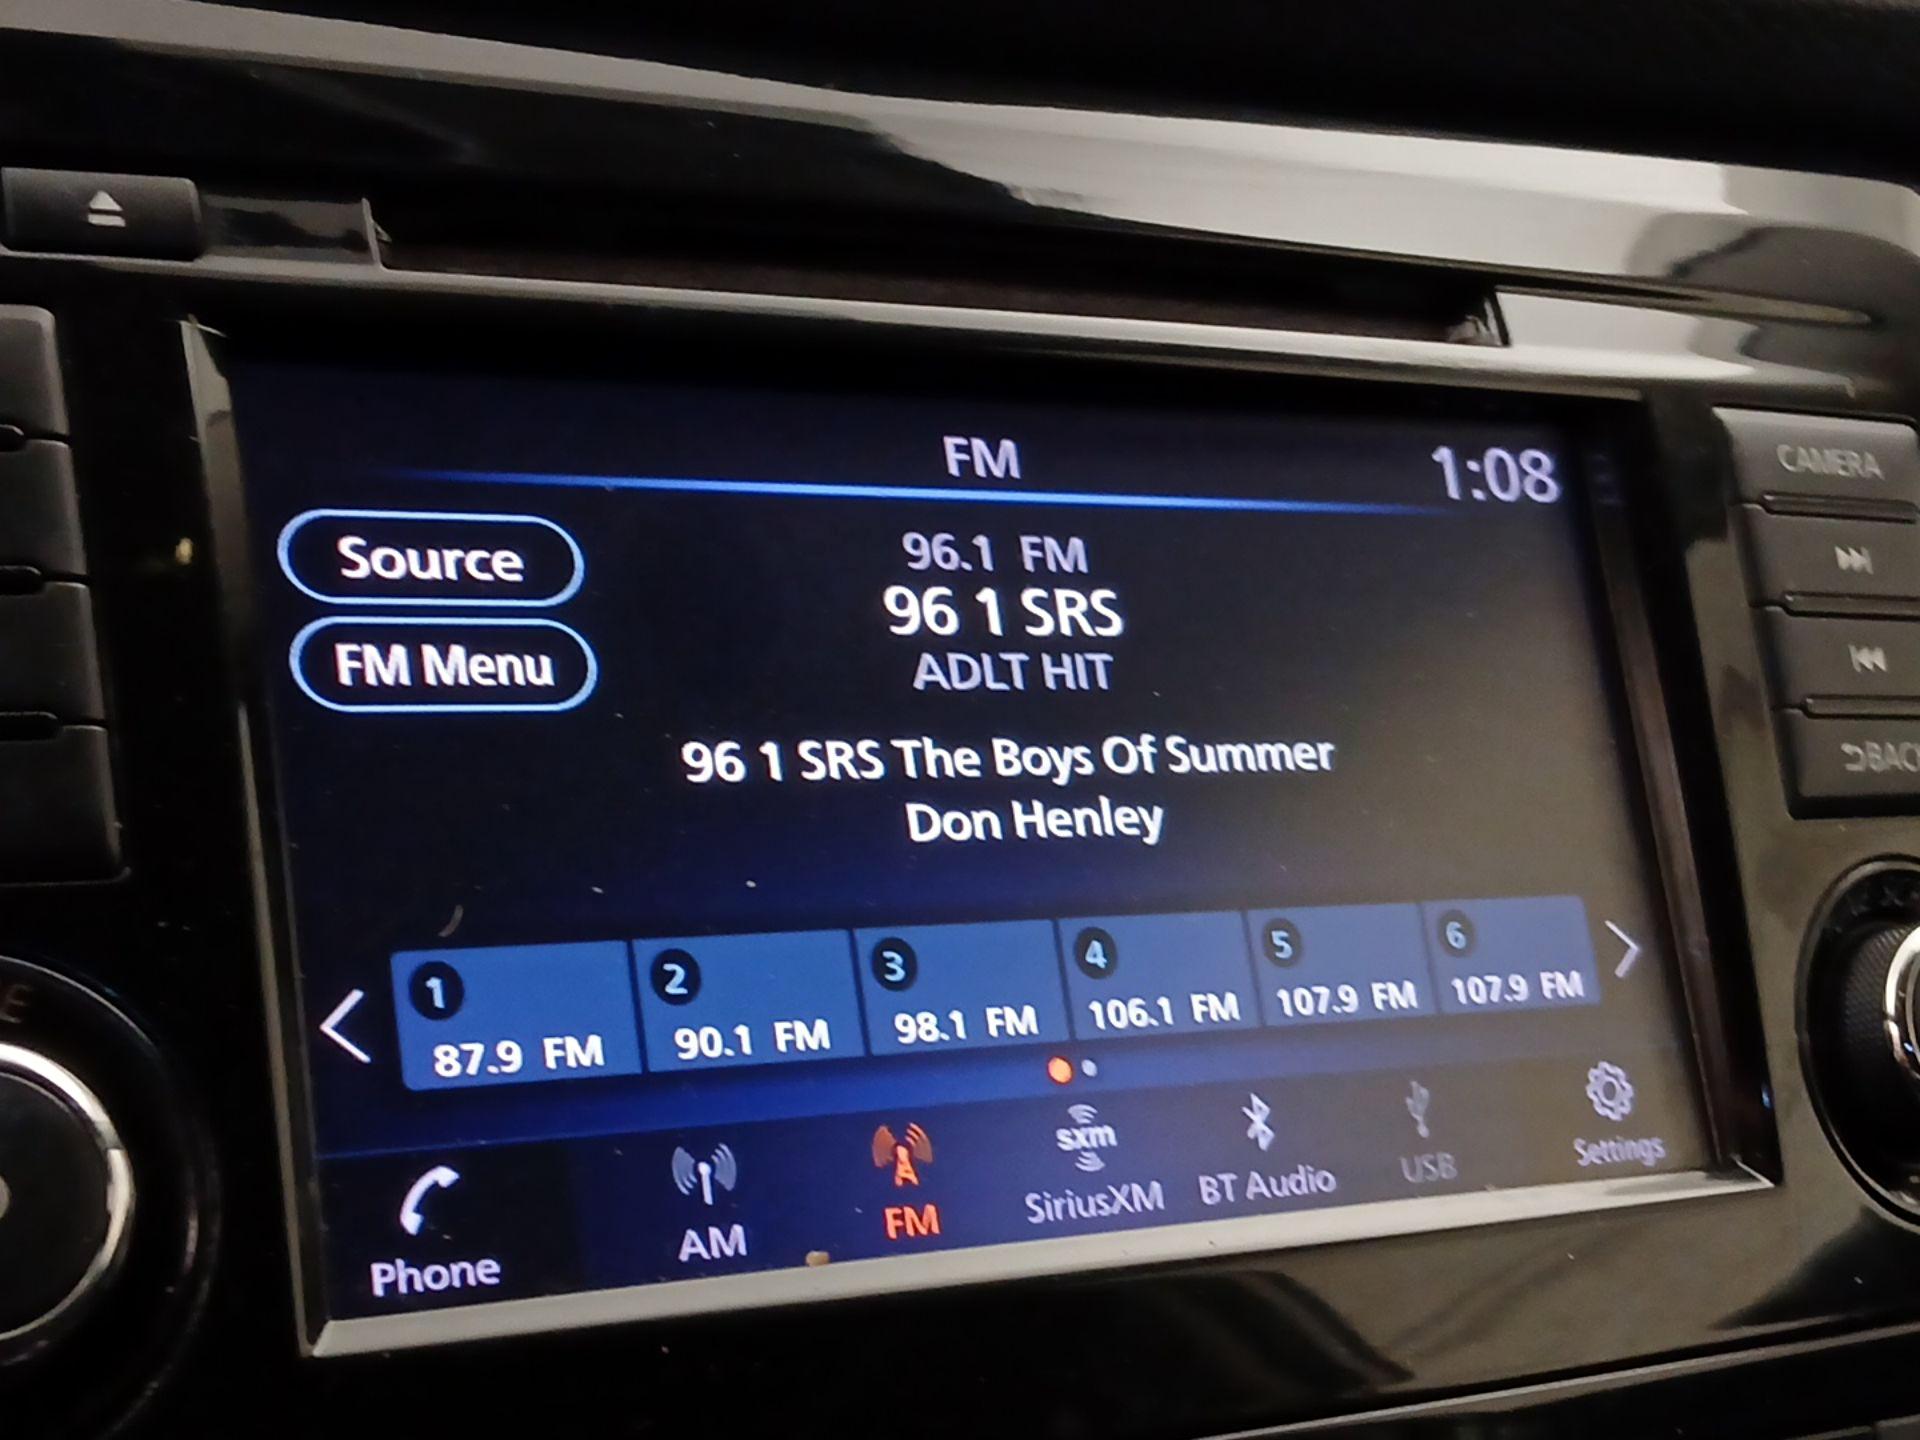 FM
1:08
CAMERA
Source
96.1 FM
96 1 SRS
FM Menu
ADLT HIT
96 1 SRS The Boys Of Summer
Don Henley
BACK
1
2
3
4
5
6
87.9 FM
90.1 FM
98.1 FM
106.1 FM
107.9 FM
107.9 FM
sxm
Phone
AM
FM
SiriusXM
BT Audio
USB
Settings